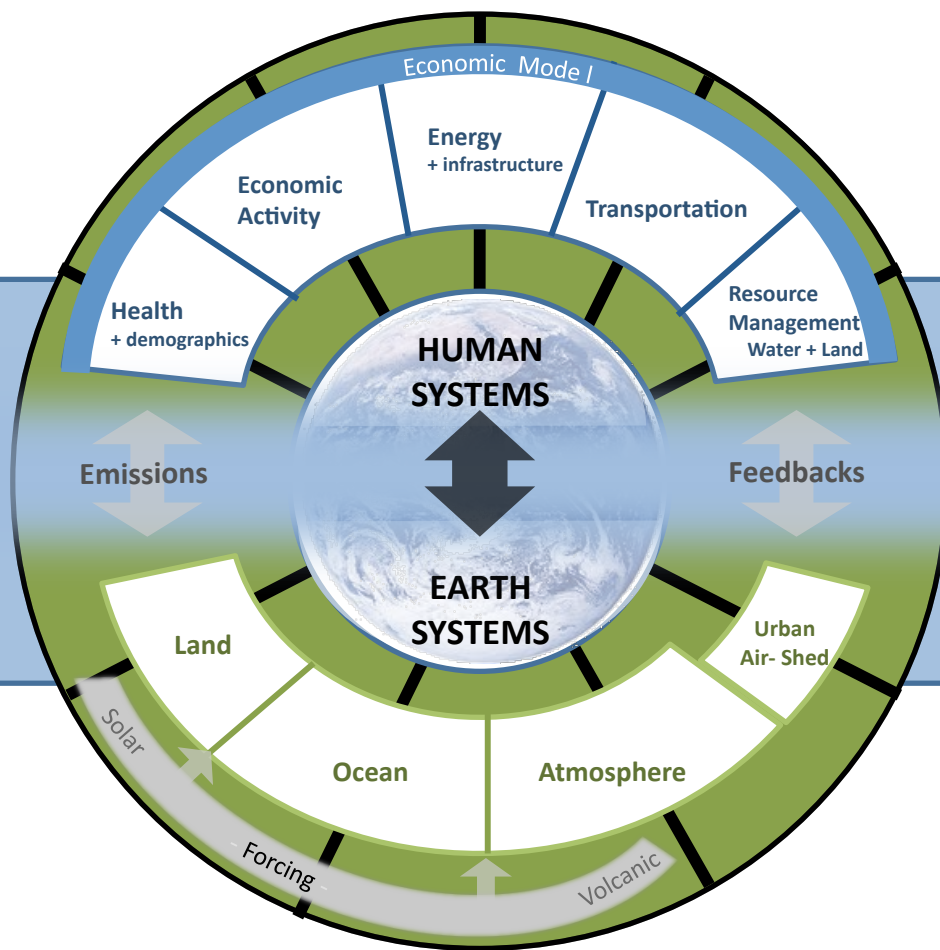 Economic Mode l
Energy
+ infrastructure
Economic
Activity
Transportation
Health
+ demographics
Resource
Management
Water + Land
HUMAN
SYSTEMS
Emissions
Feedbacks
EARTH
SYSTEMS
Land
Urban
Air- Shed
Ocean
Atmosphere
Solar
- Forcing -
Volcanic